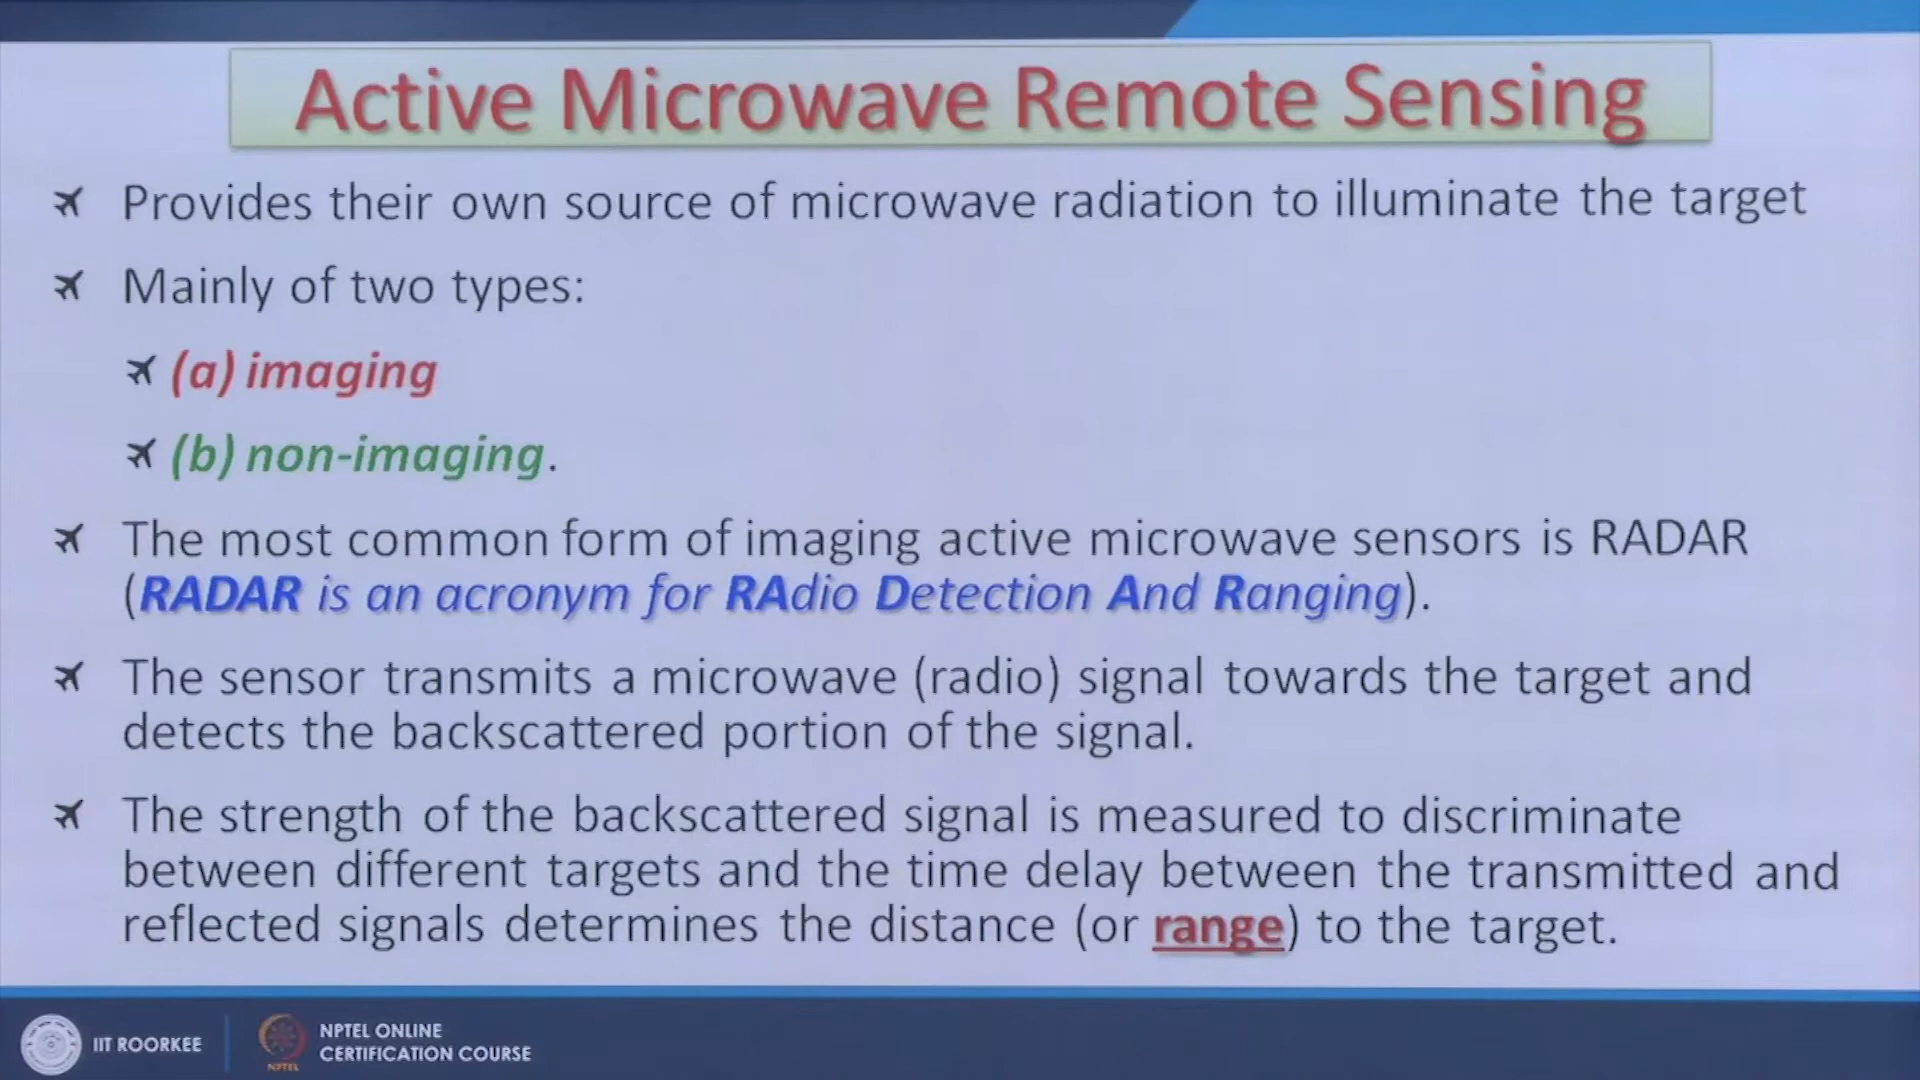 Active Microwave Remote Sensing
Provides their own source of microwave radiation to illuminate the target
Mainly of two types:
(a) imaging
(b) non-imaging.
The most common form of imaging active microwave sensors is RADAR
(RADAR is an acronym for RAdio Detection And Ranging).
The sensor transmits a microwave (radio) signal towards the target and
detects the backscattered portion of the signal.
The strength of the backscattered signal is measured to discriminate
between different targets and the time delay between the transmitted and
reflected signals determines the distance (or range) to the target.
IIT ROORKEE
NPTEL
NPTEL ONLINE
CERTIFICATION COURSE